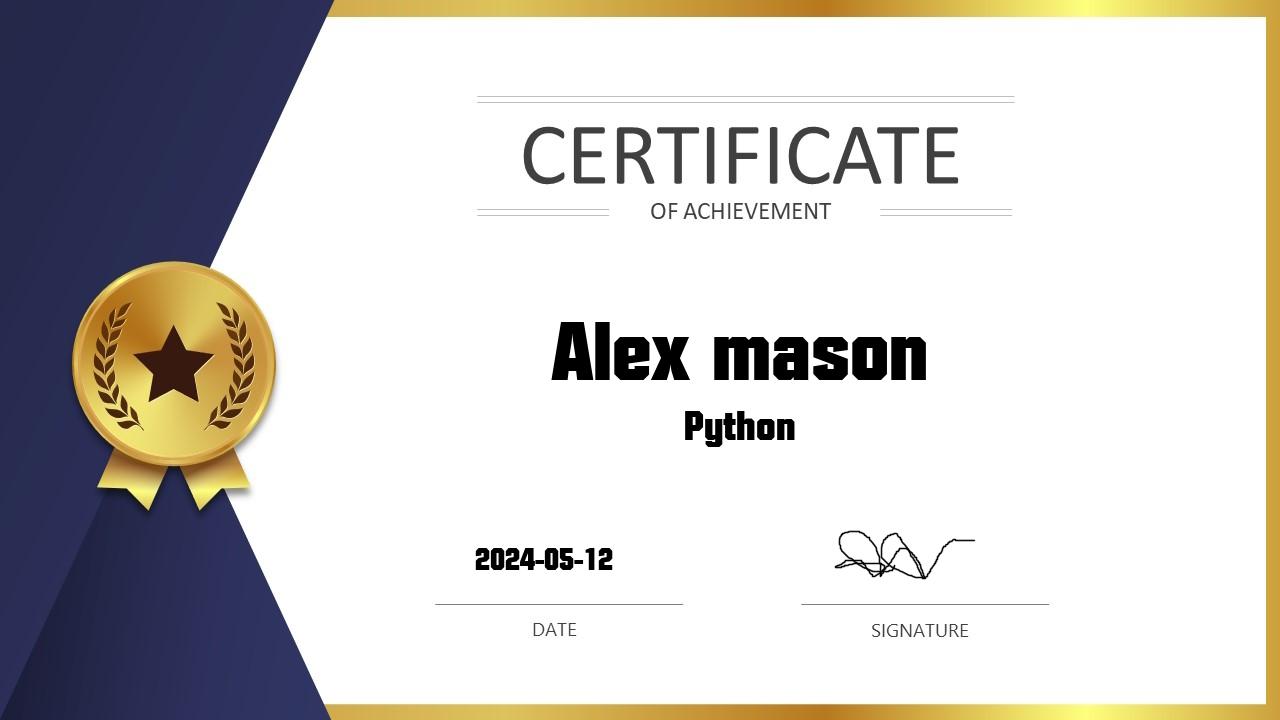 CERTIFICATE
OF ACHIEVEMENT
Alex mason
Python
2024-05-12
DATE
SIGNATURE